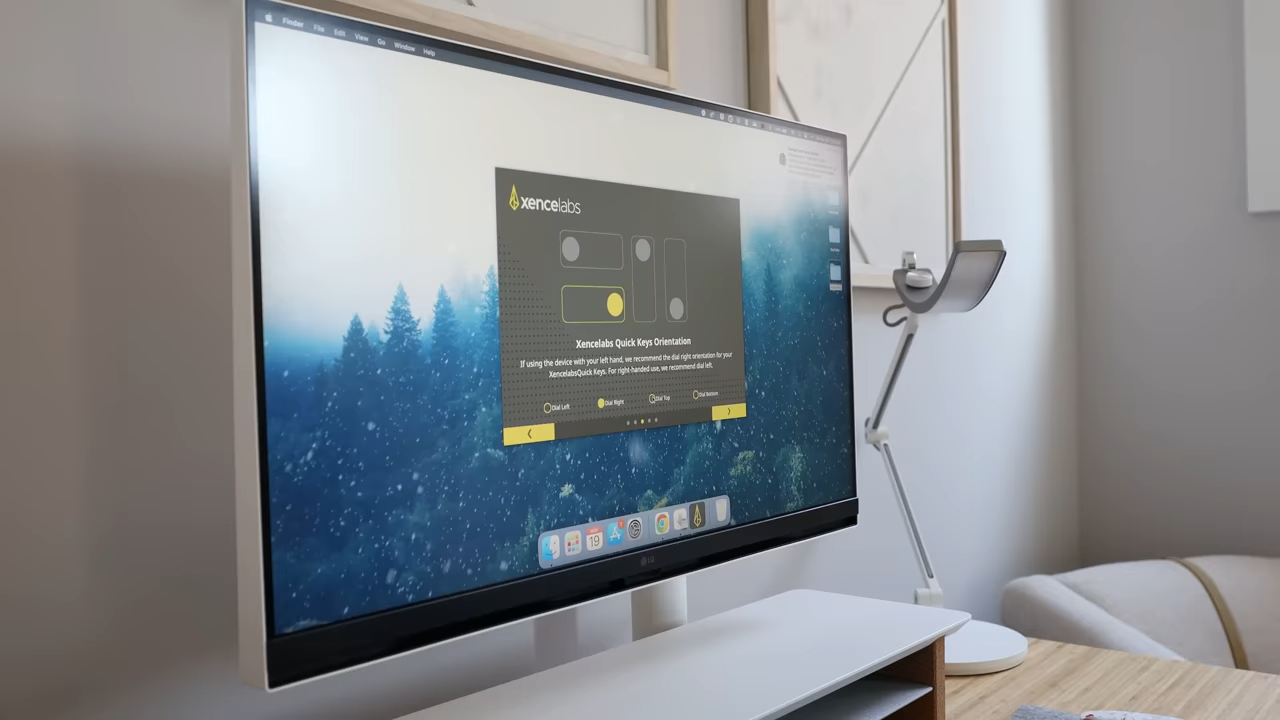 Finder File Edit View Go Window Help
xencelabs
Xencelabs Quick Keys Orientation
If using the device with your left hand, we recommend the dial right orientation for your
XencelabsQuick Keys. For right-handed use, we recommend dial left.
Dial Left Dial Right Dial Top Dial Bottom
19
LG